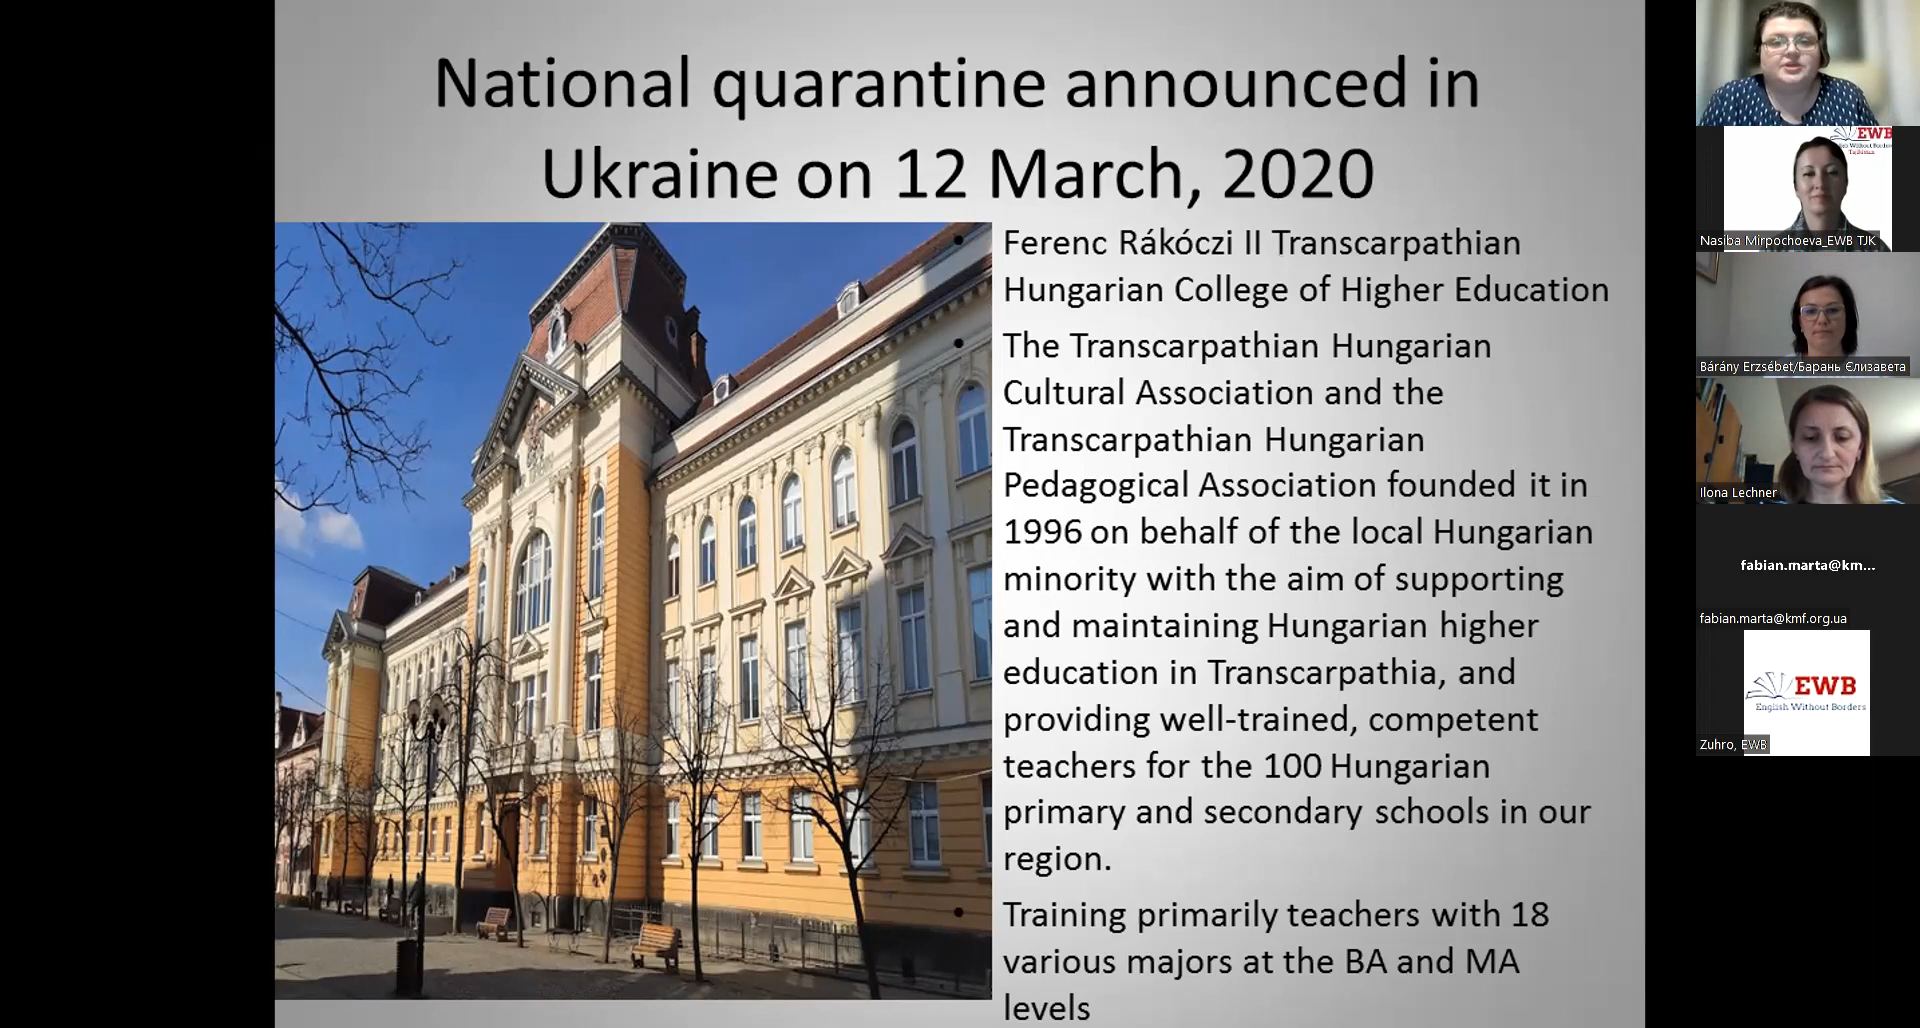 National quarantine announced in
Ukraine on 12 March, 2020
Ferenc Rákóczi II Transcarpathian
Hungarian College of Higher Education
The Transcarpathian Hungarian
Cultural Association and the
Transcarpathian Hungarian
Pedagogical Association founded it in
1996 on behalf of the local Hungarian
minority with the aim of supporting
and maintaining Hungarian higher
education in Transcarpathia, and
providing well-trained, competent
teachers for the 100 Hungarian
primary and secondary schools in our
region.
Training primarily teachers with 18
various majors at the BA and MA
levels
EWB
Without Borders
Nasiba Mirpochoeva_EWB TJK
Bárány Erzsébet/Барань Єлизавета
Ilona Lechner
fabian.marta@km...
fabian.marta@kmf.org.ua
EWB
English Without Borders
Zuhro, EWB